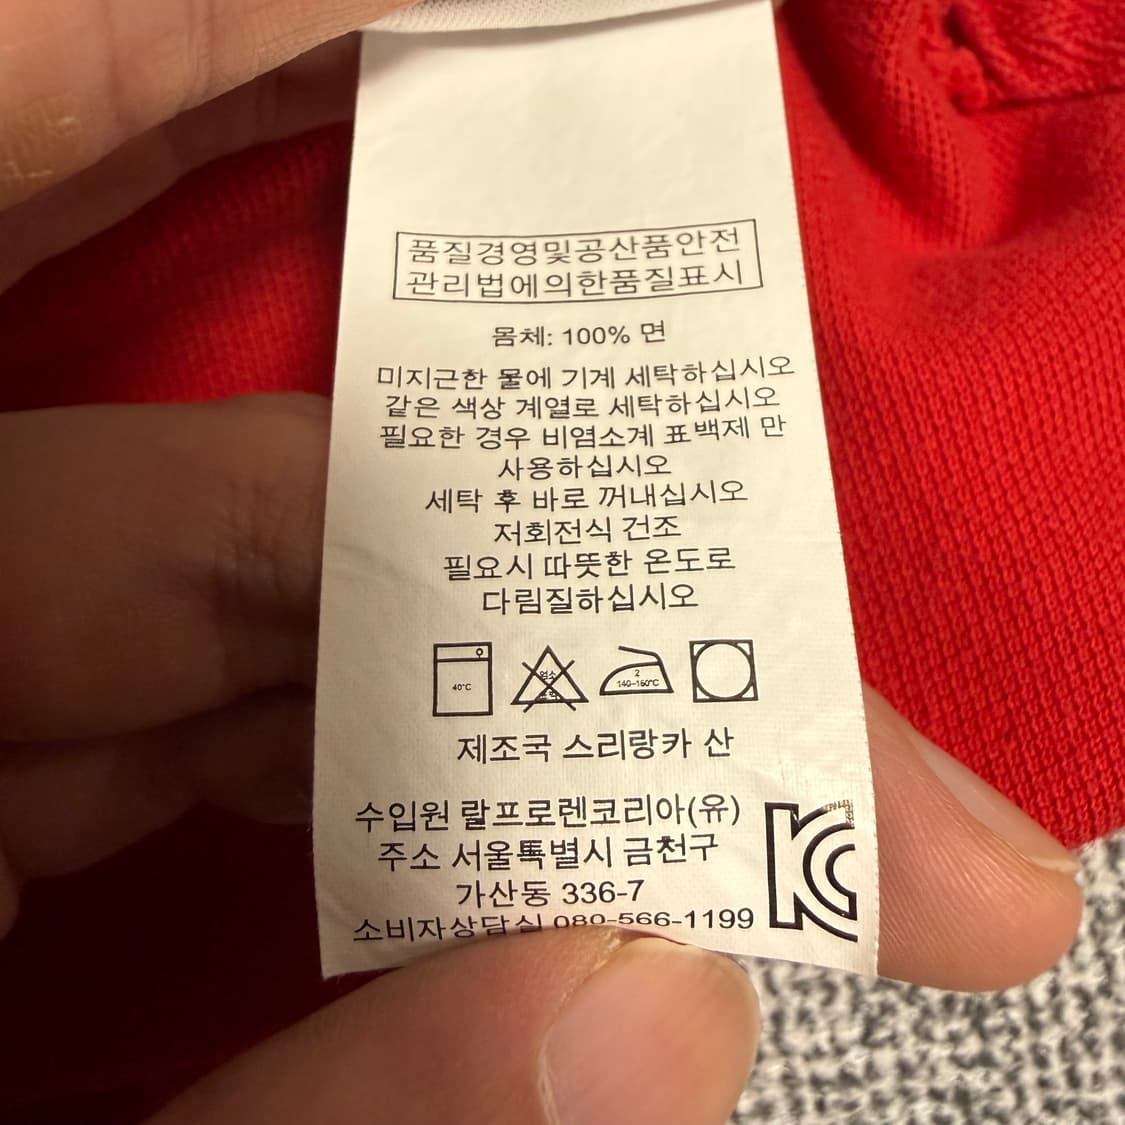 품질경영및공산품안전
관리법에의한품질표시
몸체: 100% 면
미지근한 물에 기계 세탁하십시오
같은 색상 계열로 세탁하십시오
필요한 경우 비염소계 표백제 만
사용하십시오
세탁 후 바로 꺼내십시오
저회전식 건조
필요시 따뜻한 온도로
다림질하십시오
40°C
염소
표백
2
140~160°C
제조국 스리랑카 산
수입원 랄프로렌코리아(유)
주소 서울특별시 금천구
가산동 336-7
소비자상담실 080-566-1199
KC